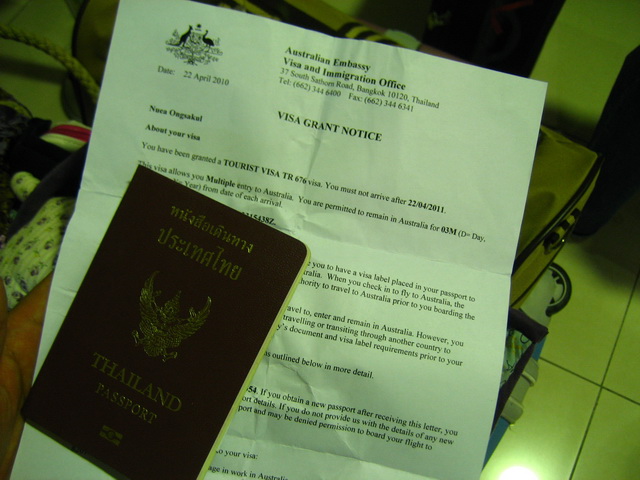 Australian Embassy
Visa and Immigration Office
37 South Sathorn Road, Bangkok 10120, Thailand
Tel: (662) 344 6400 Fax: (662) 344 6341
Date: 22 April 2010
Nuea Ongsakul
VISA GRANT NOTICE
About your visa
You have been granted a TOURIST VISA TR 676 visa. You must not arrive after 22/04/2011.
This visa allows you Multiple entry to Australia. You are permitted to remain in Australia for 03M (D= Day,
Year) from date of each arrival
you to have a visa label placed in your passport to
When you check in to fly to Australia, the
to travel to Australia prior to you boarding the
to, enter and remain in Australia. However, you
travelling or transiting through another country to
document and visa label requirements prior to your
as outlined below in more detail.
54. If you obtain a new passport after receiving this letter, you
details. If you do not provide us with the details of any new
and may be denied permission to board your flight to
to your visa:
in work in Australia
หนังสือเดินทาง
ประเทศไทย
THAILAND
PASSPORT